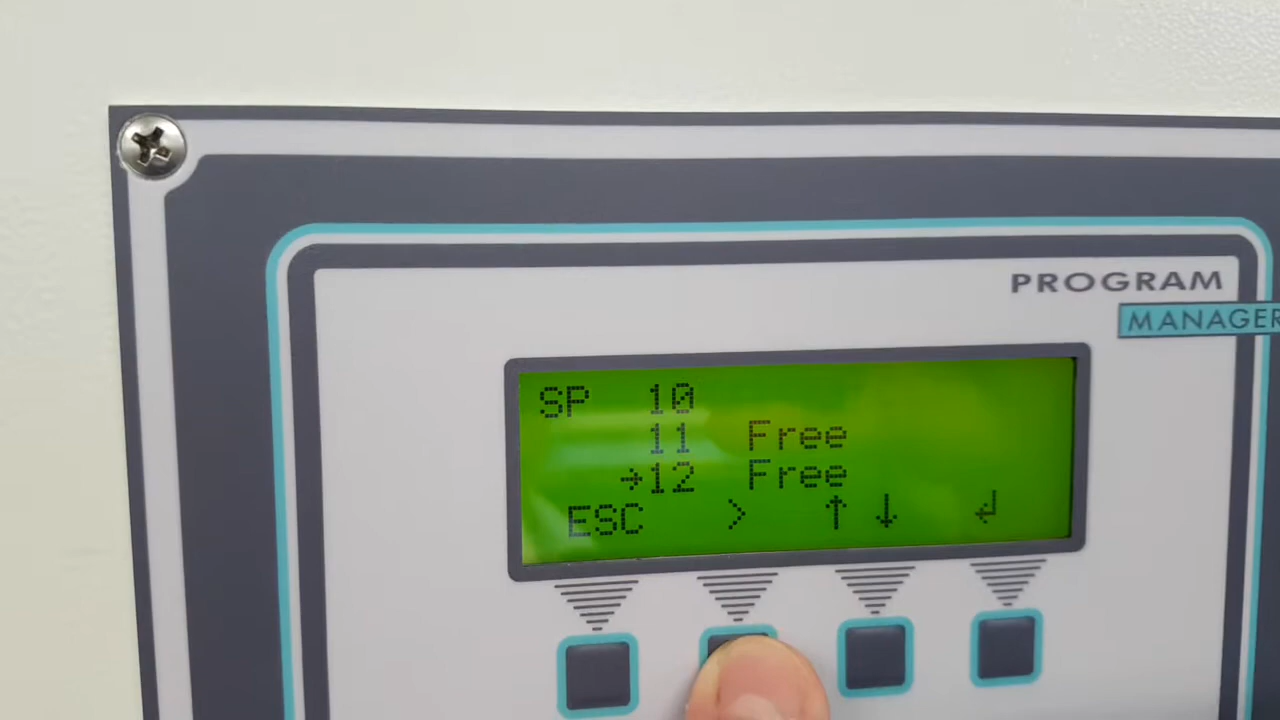 PROGRAM
MANAGER
SP 10
11 Free
→12 Free
ESC > ↑ ↓ ↲